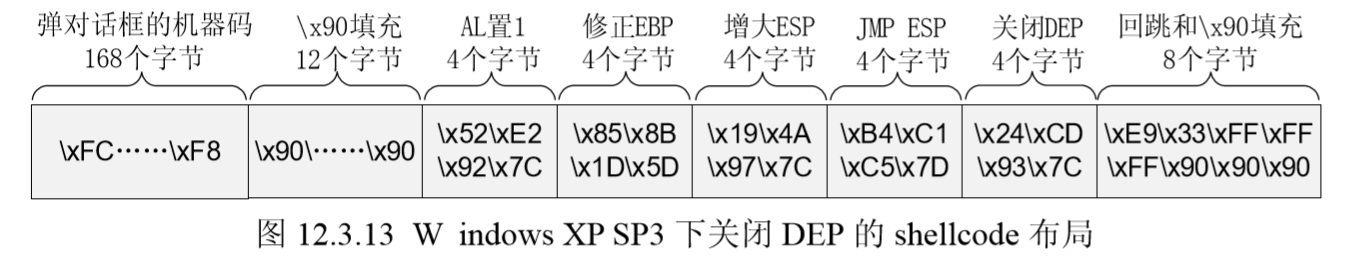 弹对话框的机器码
168个字节
\x90填充
12个字节
AL置1
4个字节
修正EBP
4个字节
增大ESP
4个字节
JMP ESP
4个字节
关闭DEP
4个字节
回跳和\x90填充
8个字节
\xFC……\xF8
\x90\……\x90
\x52\xE2
\x92\x7C
\x85\x8B
\x1D\x5D
\x19\x4A
\x97\x7C
\xB4\xC1
\xC5\x7D
\x24\xCD
\x93\x7C
\xE9\x33\xFF\xFF
\xFF\x90\x90\x90
图 12.3.13 W indows XP SP3 下关闭 DEP 的 shellcode 布局